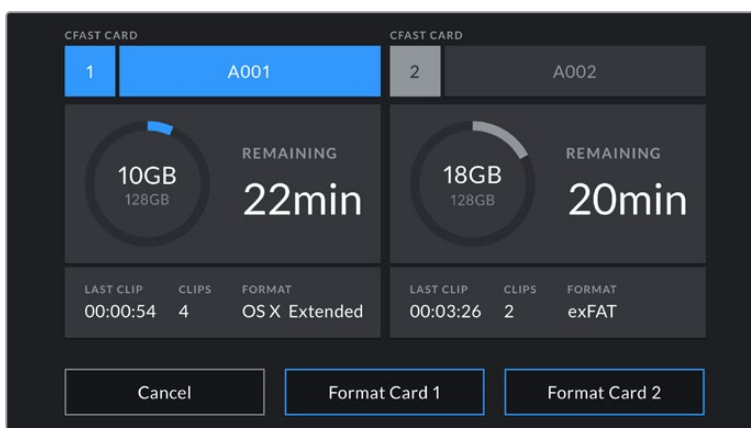 CFAST CARD
1 A001
10GB
128GB
REMAINING
22min
LAST CLIP CLIPS FORMAT
00:00:54 4 OS X Extended
CFAST CARD
2 A002
18GB
128GB
REMAINING
20min
LAST CLIP CLIPS FORMAT
00:03:26 2 exFAT
Cancel Format Card 1 Format Card 2